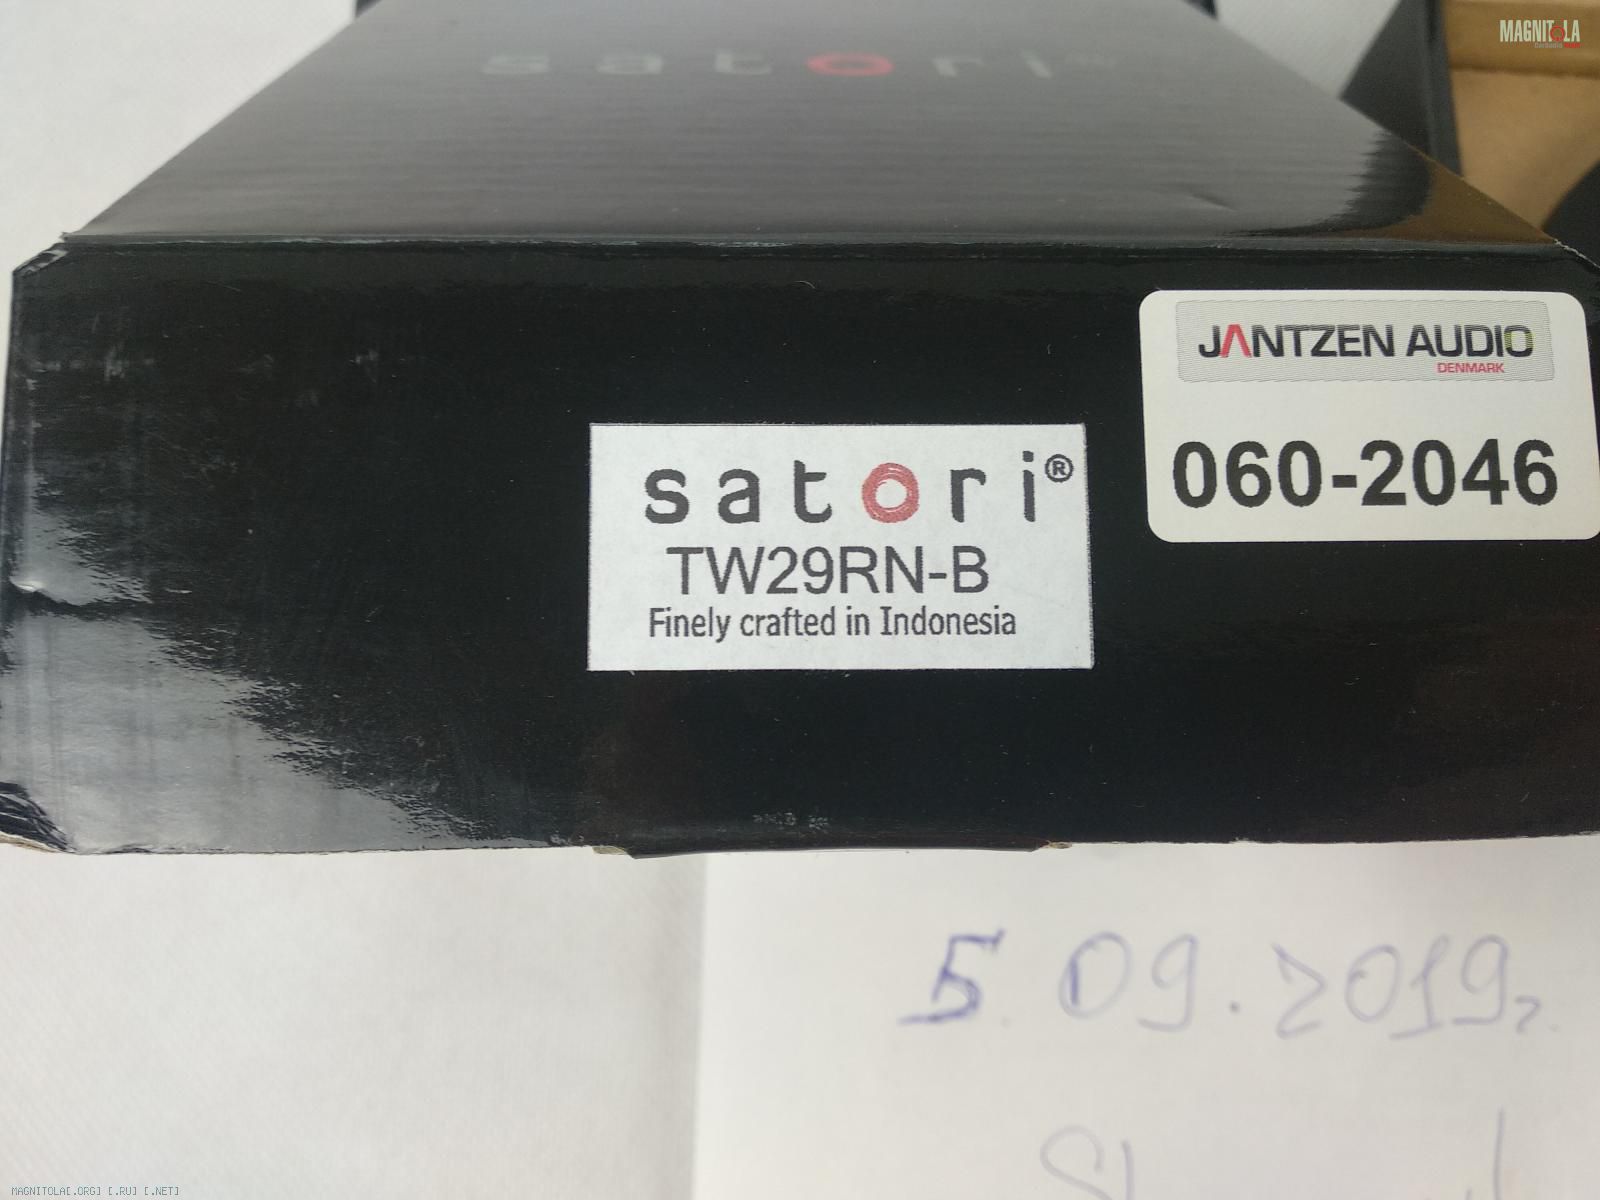 MAGNITOLA
satori
JANTZEN AUDIO
DENMARK
060-2046
satori®
TW29RN-B
Finely crafted in Indonesia
5.09.2019г.
MAGNITOLA[.ORG] [.RU] [.NET]